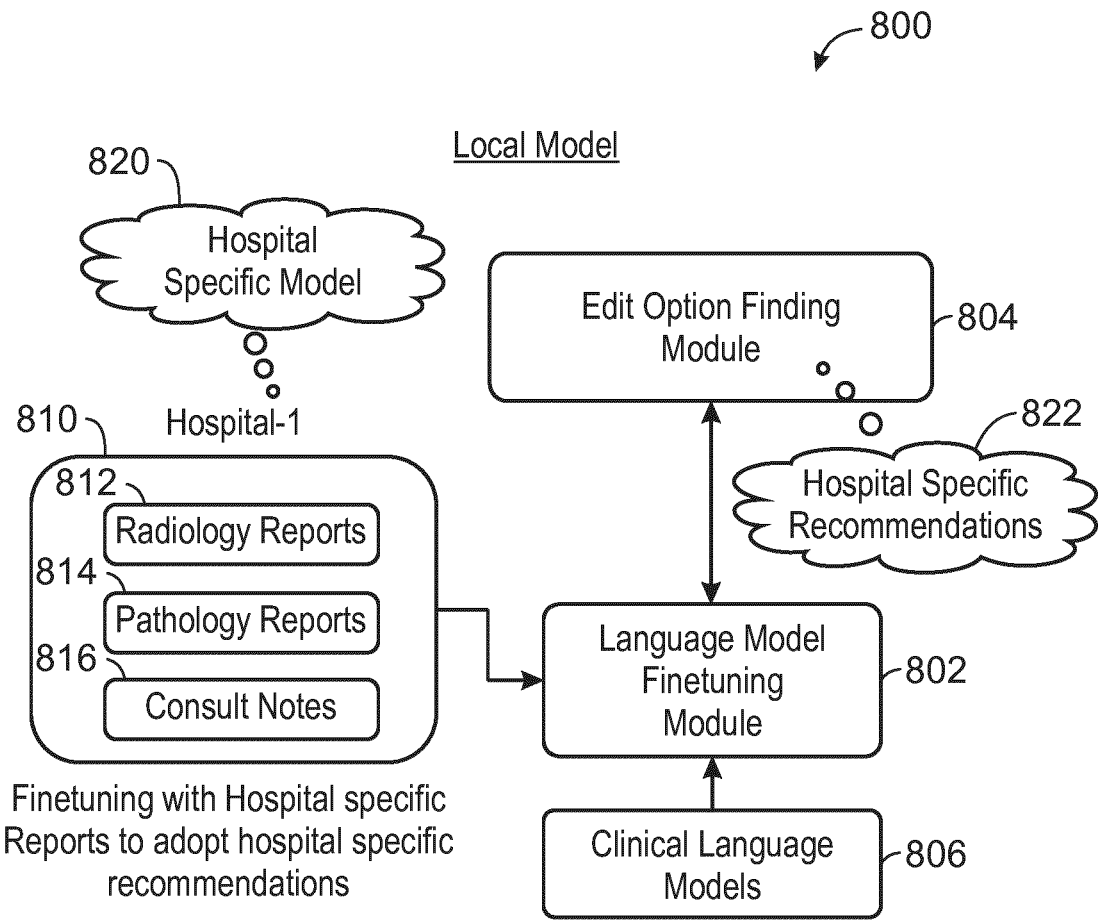 800
Local Model
820
Hospital
Specific Model
Edit Option Finding
Module
804
Hospital-1
810
822
Hospital Specific
Recommendations
812
Radiology Reports
814
Pathology Reports
816
Consult Notes
Language Model
Finetuning
Module
802
Finetuning with Hospital specific
Reports to adopt hospital specific
recommendations
Clinical Language
Models
806